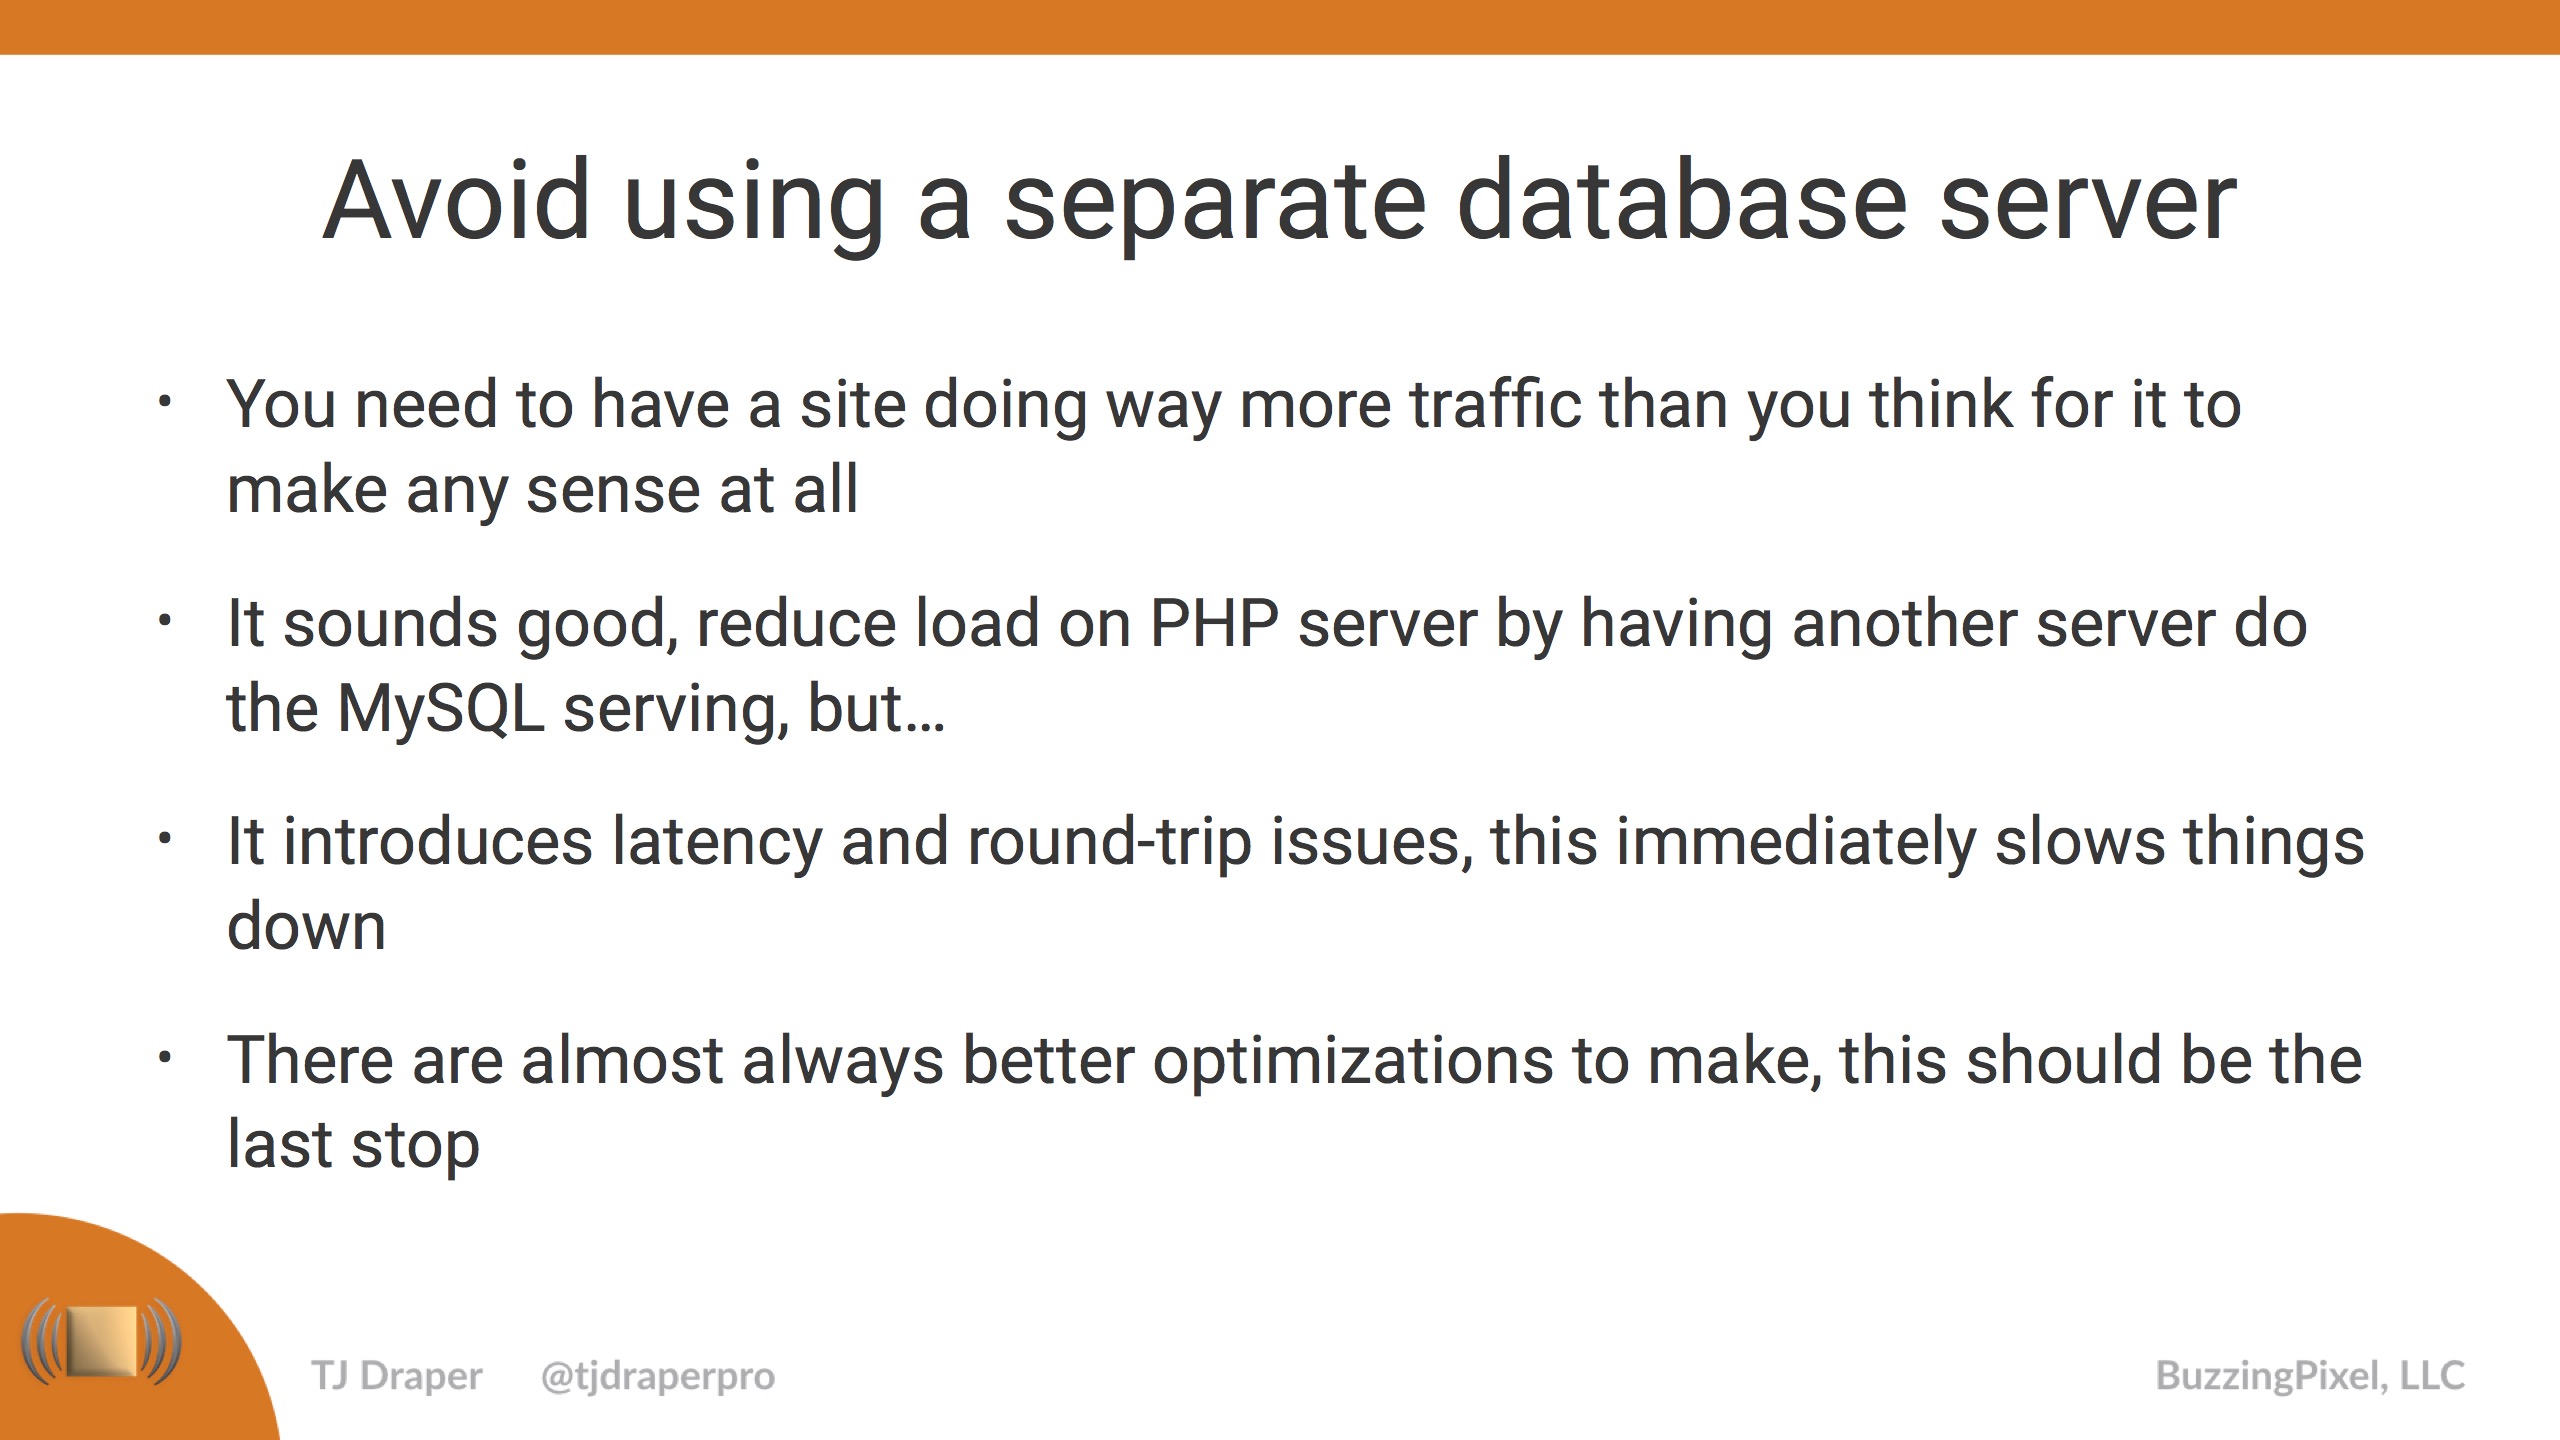 Avoid using a separate database server
• You need to have a site doing way more traffic than you think for it to
make any sense at all
• It sounds good, reduce load on PHP server by having another server do
the MySQL serving, but…
• It introduces latency and round-trip issues, this immediately slows things
down
• There are almost always better optimizations to make, this should be the
last stop
TJ Draper @tjdraperpro BuzzingPixel, LLC